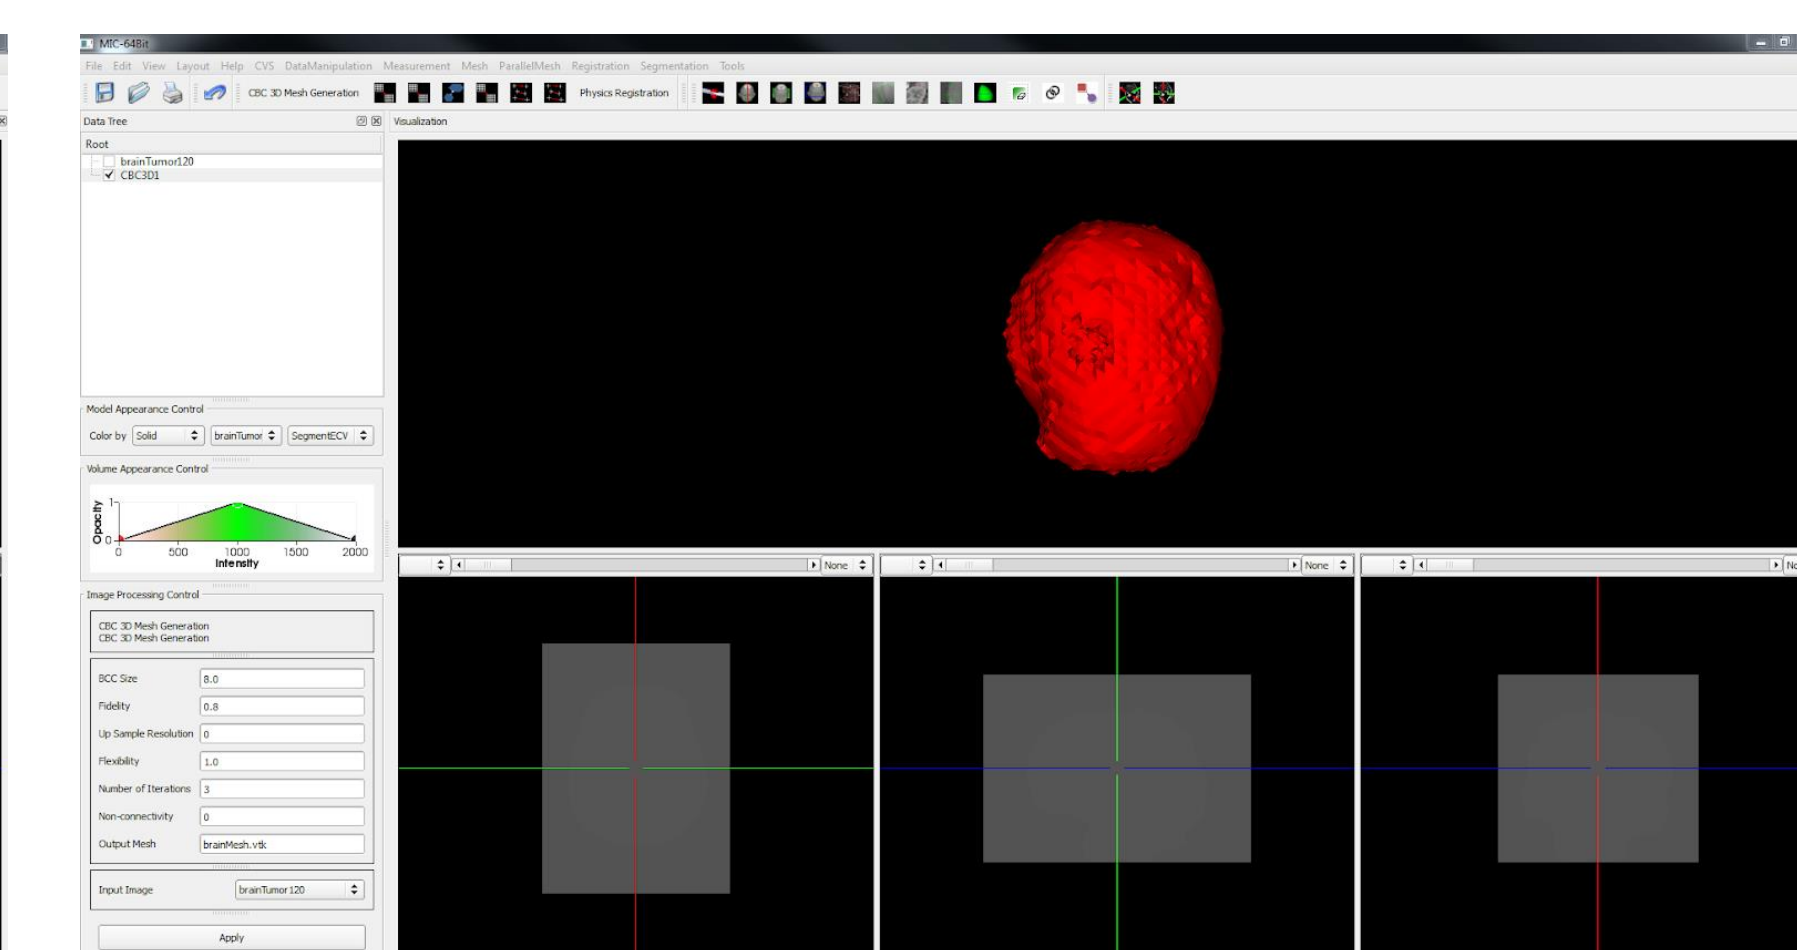 MIC-64Bit
File Edit View Layout Help CVS DataManipulation Measurement Mesh ParallelMesh Registration Segmentation Tools
CBC 3D Mesh Generation Physics Registration
Data Tree Visualization
Root
brainTumor120
CBC3D1
Model Appearance Control
Color by Solid brainTumor SegmentECV
Volume Appearance Control
Opacity
1
0
0 500 1000 1500 2000
Intensity
None None No
Image Processing Control
CBC 3D Mesh Generation
CBC 3D Mesh Generation
BCC Size 8.0
Fidelity 0.8
Up Sample Resolution 0
Flexibility 1.0
Number of Iterations 3
Non-connectivity 0
Output Mesh brainMesh.vtk
Input Image brainTumor120
Apply